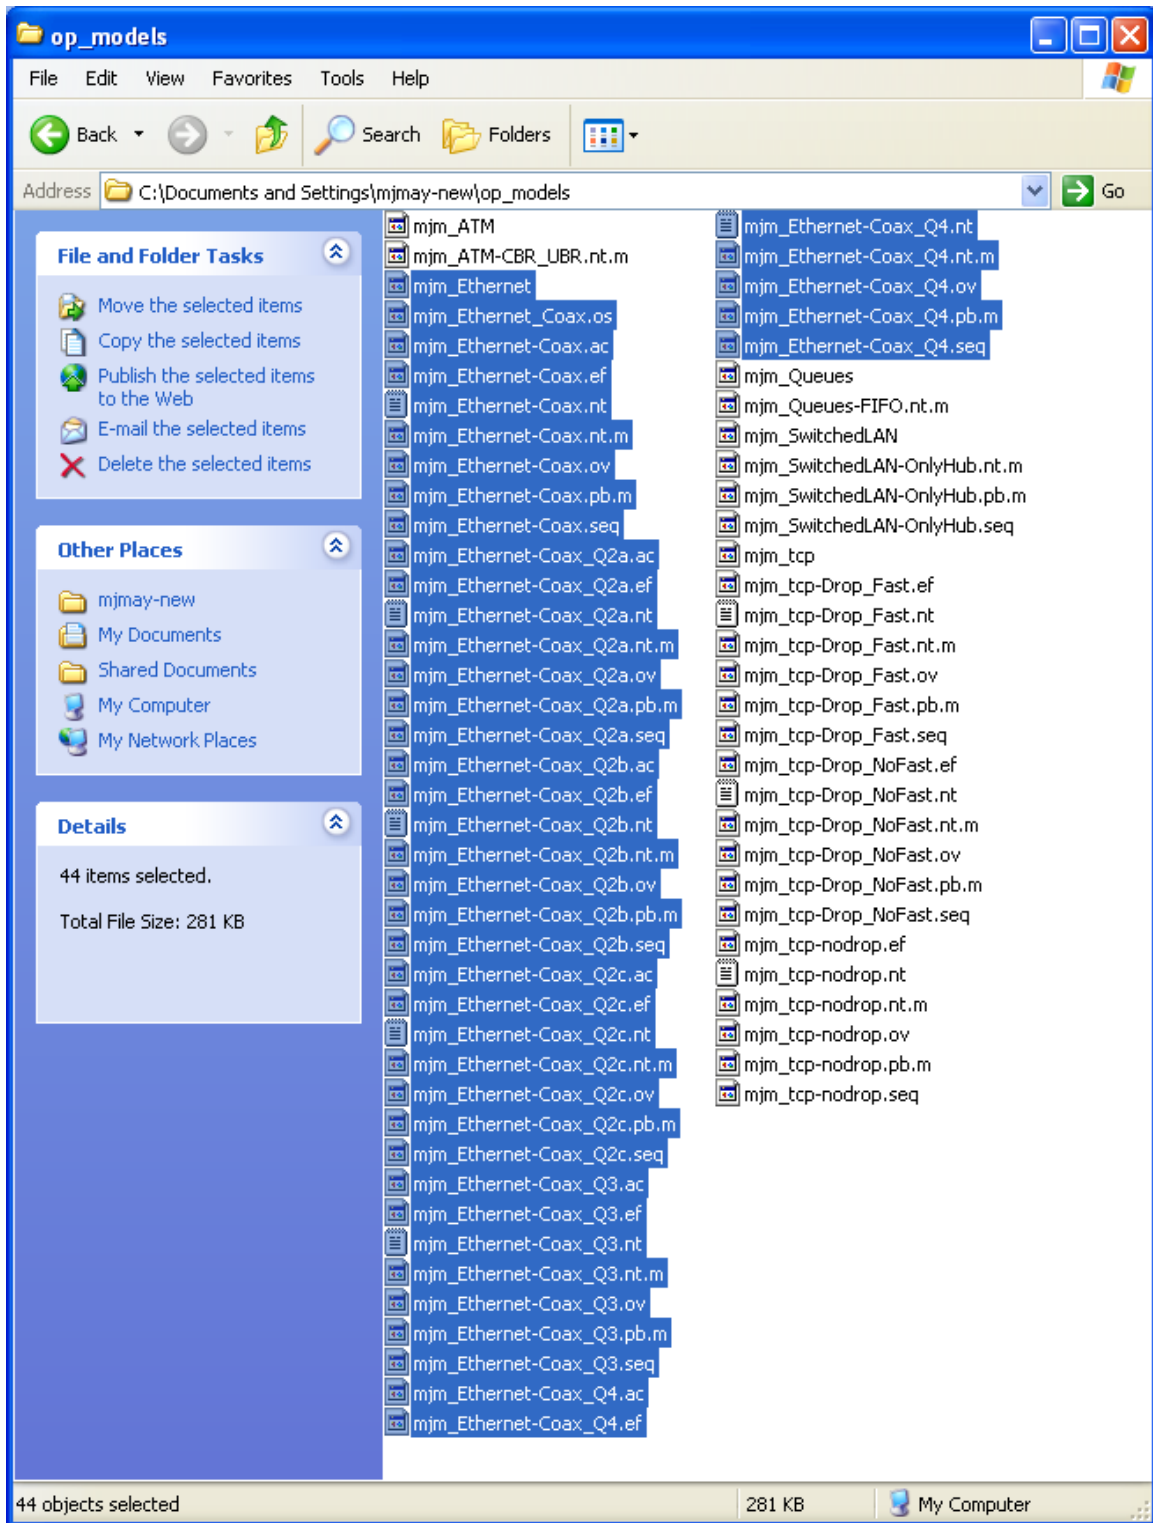 op_models
File Edit View Favorites Tools Help
Back Search Folders
Address C:\Documents and Settings\mjmay-new\op_models Go
File and Folder Tasks
Move the selected items
Copy the selected items
Publish the selected items
to the Web
E-mail the selected items
Delete the selected items
Other Places
mjmay-new
My Documents
Shared Documents
My Computer
My Network Places
Details
44 items selected.
Total File Size: 281 KB
mjm_ATM
mjm_ATM-CBR_UBR.nt.m
mjm_Ethernet
mjm_Ethernet_Coax.os
mjm_Ethernet-Coax.ac
mjm_Ethernet-Coax.ef
mjm_Ethernet-Coax.nt
mjm_Ethernet-Coax.nt.m
mjm_Ethernet-Coax.ov
mjm_Ethernet-Coax.pb.m
mjm_Ethernet-Coax.seq
mjm_Ethernet-Coax_Q2a.ac
mjm_Ethernet-Coax_Q2a.ef
mjm_Ethernet-Coax_Q2a.nt
mjm_Ethernet-Coax_Q2a.nt.m
mjm_Ethernet-Coax_Q2a.ov
mjm_Ethernet-Coax_Q2a.pb.m
mjm_Ethernet-Coax_Q2a.seq
mjm_Ethernet-Coax_Q2b.ac
mjm_Ethernet-Coax_Q2b.ef
mjm_Ethernet-Coax_Q2b.nt
mjm_Ethernet-Coax_Q2b.nt.m
mjm_Ethernet-Coax_Q2b.ov
mjm_Ethernet-Coax_Q2b.pb.m
mjm_Ethernet-Coax_Q2b.seq
mjm_Ethernet-Coax_Q2c.ac
mjm_Ethernet-Coax_Q2c.ef
mjm_Ethernet-Coax_Q2c.nt
mjm_Ethernet-Coax_Q2c.nt.m
mjm_Ethernet-Coax_Q2c.ov
mjm_Ethernet-Coax_Q2c.pb.m
mjm_Ethernet-Coax_Q2c.seq
mjm_Ethernet-Coax_Q3.ac
mjm_Ethernet-Coax_Q3.ef
mjm_Ethernet-Coax_Q3.nt
mjm_Ethernet-Coax_Q3.nt.m
mjm_Ethernet-Coax_Q3.ov
mjm_Ethernet-Coax_Q3.pb.m
mjm_Ethernet-Coax_Q3.seq
mjm_Ethernet-Coax_Q4.ac
mjm_Ethernet-Coax_Q4.ef
mjm_Ethernet-Coax_Q4.nt
mjm_Ethernet-Coax_Q4.nt.m
mjm_Ethernet-Coax_Q4.ov
mjm_Ethernet-Coax_Q4.pb.m
mjm_Ethernet-Coax_Q4.seq
mjm_Queues
mjm_Queues-FIFO.nt.m
mjm_SwitchedLAN
mjm_SwitchedLAN-OnlyHub.nt.m
mjm_SwitchedLAN-OnlyHub.pb.m
mjm_SwitchedLAN-OnlyHub.seq
mjm_tcp
mjm_tcp-Drop_Fast.ef
mjm_tcp-Drop_Fast.nt
mjm_tcp-Drop_Fast.nt.m
mjm_tcp-Drop_Fast.ov
mjm_tcp-Drop_Fast.pb.m
mjm_tcp-Drop_Fast.seq
mjm_tcp-Drop_NoFast.ef
mjm_tcp-Drop_NoFast.nt
mjm_tcp-Drop_NoFast.nt.m
mjm_tcp-Drop_NoFast.ov
mjm_tcp-Drop_NoFast.pb.m
mjm_tcp-Drop_NoFast.seq
mjm_tcp-nodrop.ef
mjm_tcp-nodrop.nt
mjm_tcp-nodrop.nt.m
mjm_tcp-nodrop.ov
mjm_tcp-nodrop.pb.m
mjm_tcp-nodrop.seq
44 objects selected 281 KB My Computer